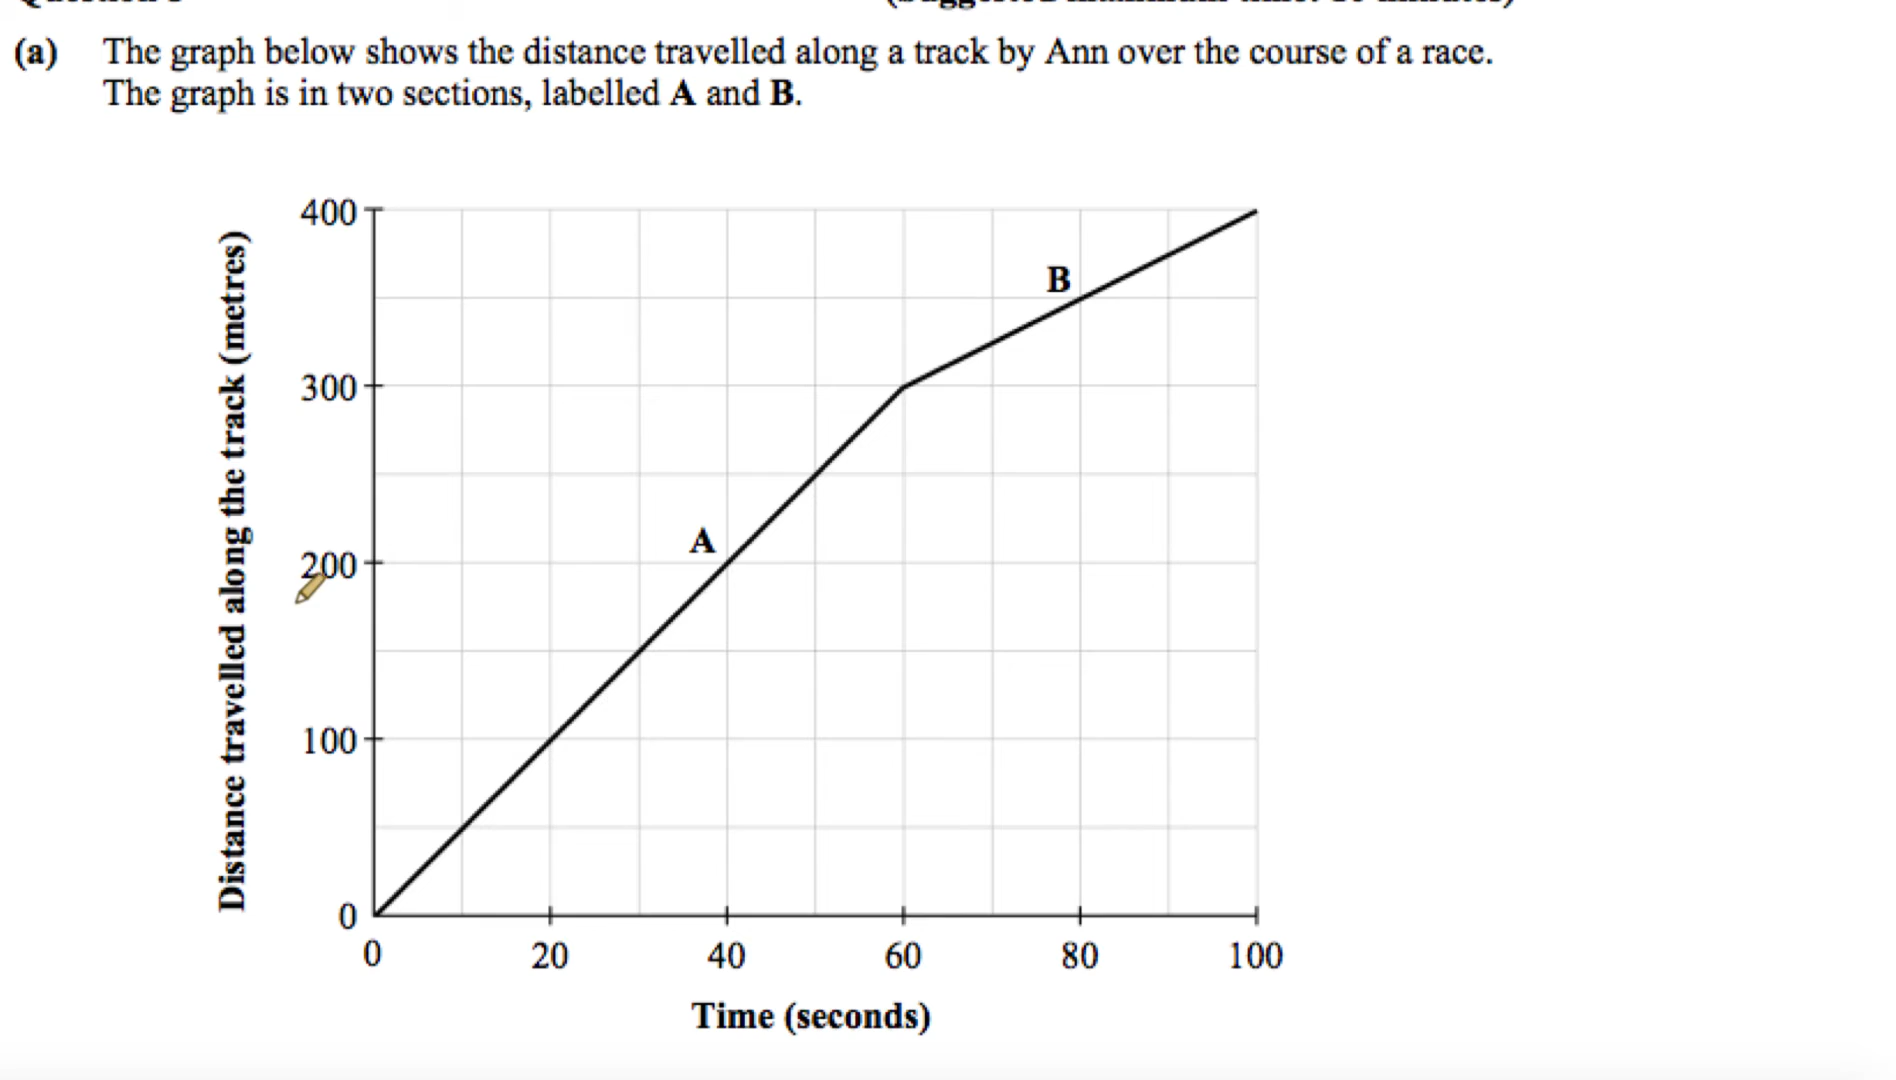 (a) The graph below shows the distance travelled along a track by Ann over the course of a race.
The graph is in two sections, labelled A and B.
Distance travelled along the track (metres)
400
300
200
100
0
B
A
0 20 40 60 80 100
Time (seconds)